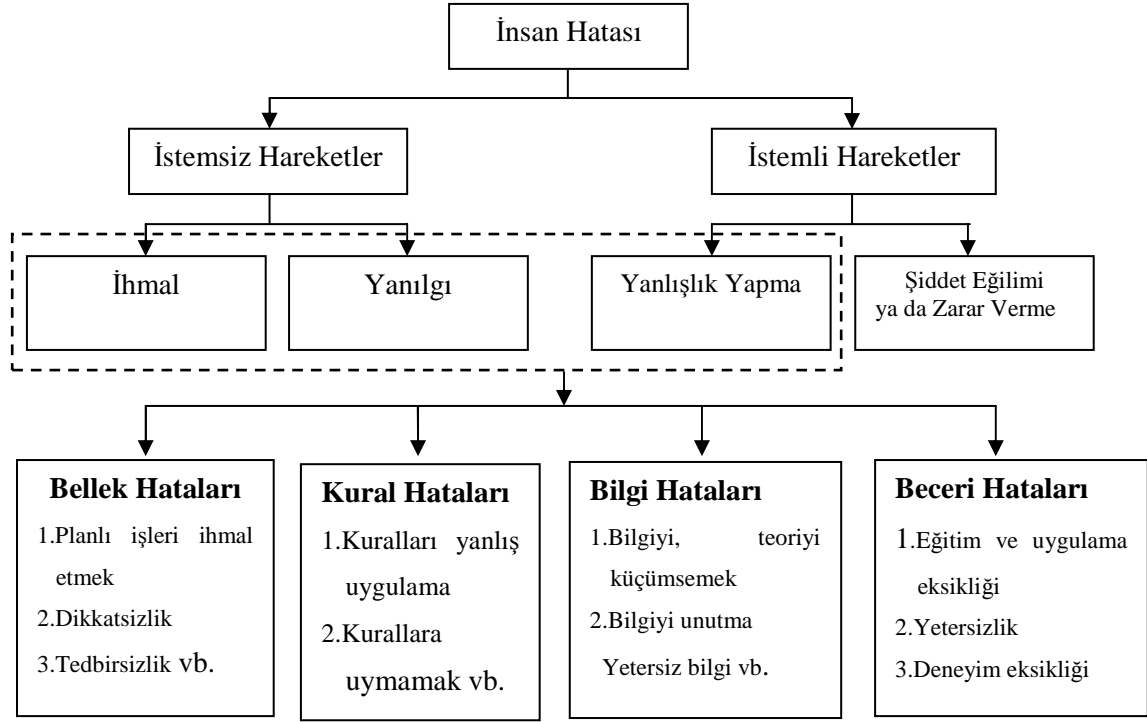 İnsan Hatası
İstemsiz Hareketler
İstemli Hareketler
İhmal
Yanılgı
Yanlışlık Yapma
Şiddet Eğilimi
ya da Zarar Verme
Bellek Hataları
1.Planlı işleri ihmal
etmek
2.Dikkatsizlik
3.Tedbirsizlik vb.
Kural Hataları
1.Kuralları yanlış
uygulama
2.Kurallara
uymamak vb.
Bilgi Hataları
1.Bilgiyi, teoriyi
küçümsemek
2.Bilgiyi unutma
Yetersiz bilgi vb.
Beceri Hataları
1.Eğitim ve uygulama
eksikliği
2.Yetersizlik
3.Deneyim eksikliği